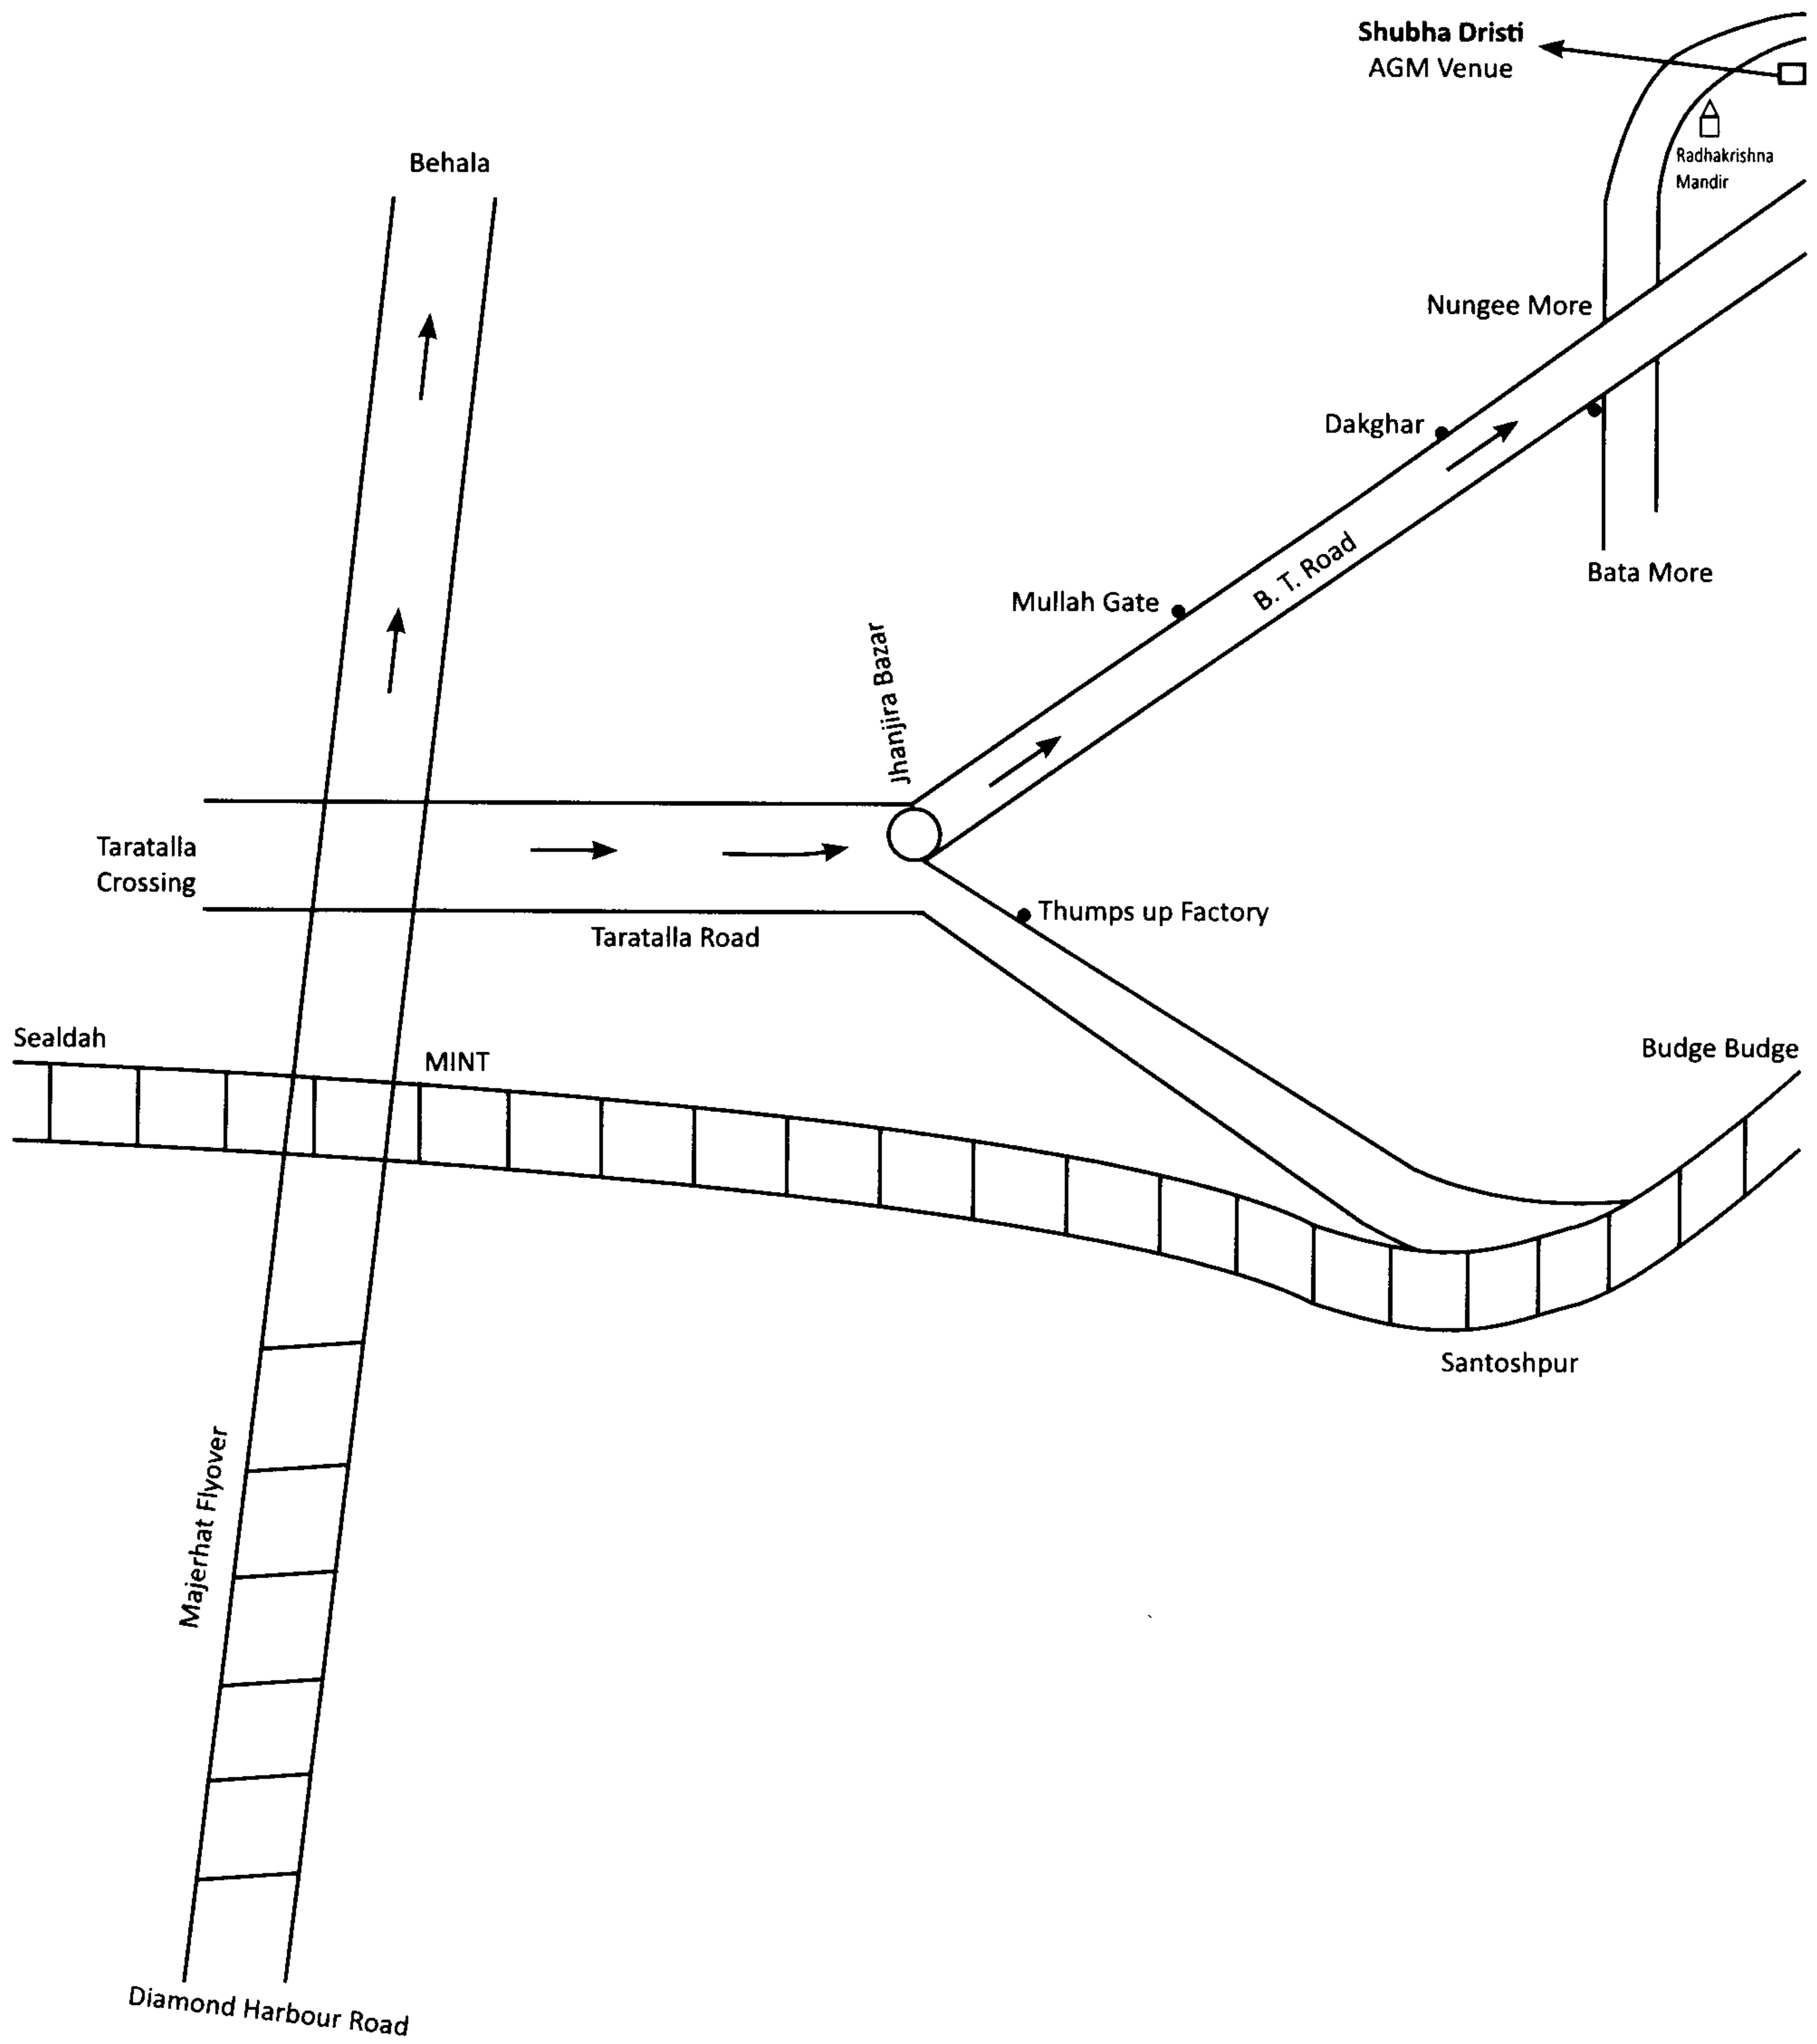 Shubha Dristi
AGM Venue
Radhakrishna
Mandir
Behala
Nungee More
Dakghar
Bata More
B. T. Road
Mullah Gate
Jhanjira Bazar
Taratalla
Crossing
Thumps up Factory
Taratalla Road
Sealdah
MINT
Budge Budge
Santoshpur
Majerhat Flyover
Diamond Harbour Road